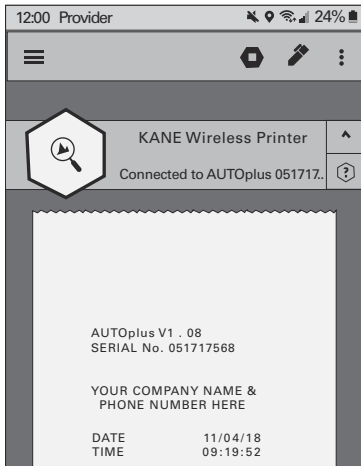 12:00 Provider 24%
KANE Wireless Printer
Connected to AUTOplus 051717..
?
AUTOplus V1 . 08
SERIAL No. 051717568
YOUR COMPANY NAME &
PHONE NUMBER HERE
DATE 11/04/18
TIME 09:19:52